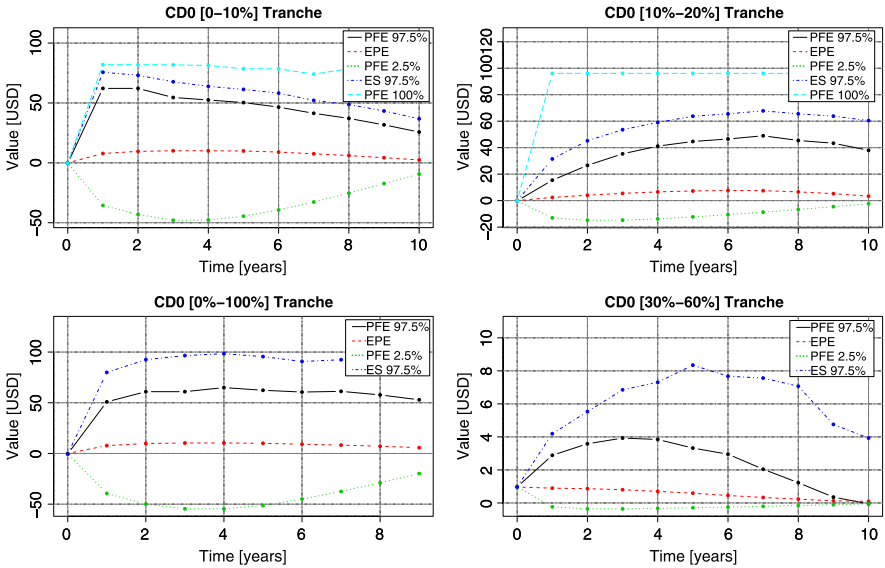 CD0 [0−10%] Tranche
PFE 97.5%
EPE
PFE 2.5%
ES 97.5%
PFE 100%
100
50
0
−50
Value [USD]
0 2 4 6 8 10
Time [years]
CD0 [10%−20%] Tranche
PFE 97.5%
EPE
PFE 2.5%
ES 97.5%
PFE 100%
120
100
80
60
40
20
0
−20
Value [USD]
0 2 4 6 8 10
Time [years]
CD0 [0%−100%] Tranche
PFE 97.5%
EPE
PFE 2.5%
ES 97.5%
100
50
0
−50
Value [USD]
0 2 4 6 8
Time [years]
CD0 [30%−60%] Tranche
PFE 97.5%
EPE
PFE 2.5%
ES 97.5%
10
8
6
4
2
0
Value [USD]
0 2 4 6 8 10
Time [years]